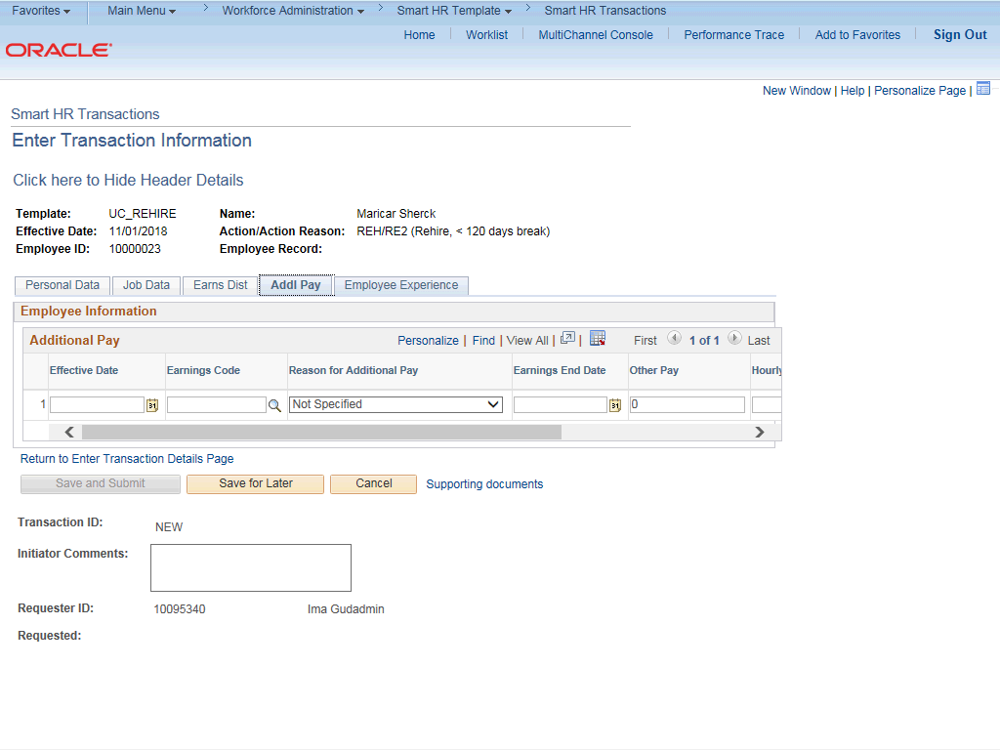 Favorites Main Menu > Workforce Administration > Smart HR Template > Smart HR Transactions
Home Worklist MultiChannel Console Performance Trace Add to Favorites Sign Out
ORACLE
New Window | Help | Personalize Page |
Smart HR Transactions
Enter Transaction Information
Click here to Hide Header Details
Template: UC_REHIRE Name: Maricar Sherck
Effective Date: 11/01/2018 Action/Action Reason: REH/RE2 (Rehire, < 120 days break)
Employee ID: 10000023 Employee Record:
Personal Data Job Data Earns Dist Addl Pay Employee Experience
Employee Information
Additional Pay Personalize | Find | View All | | First 1 of 1 Last
Effective Date Earnings Code Reason for Additional Pay Earnings End Date Other Pay Hourly
1 31 Not Specified 31 0
Return to Enter Transaction Details Page
Save and Submit Save for Later Cancel Supporting documents
Transaction ID: NEW
Initiator Comments:
Requester ID: 10095340 Ima Gudadmin
Requested: